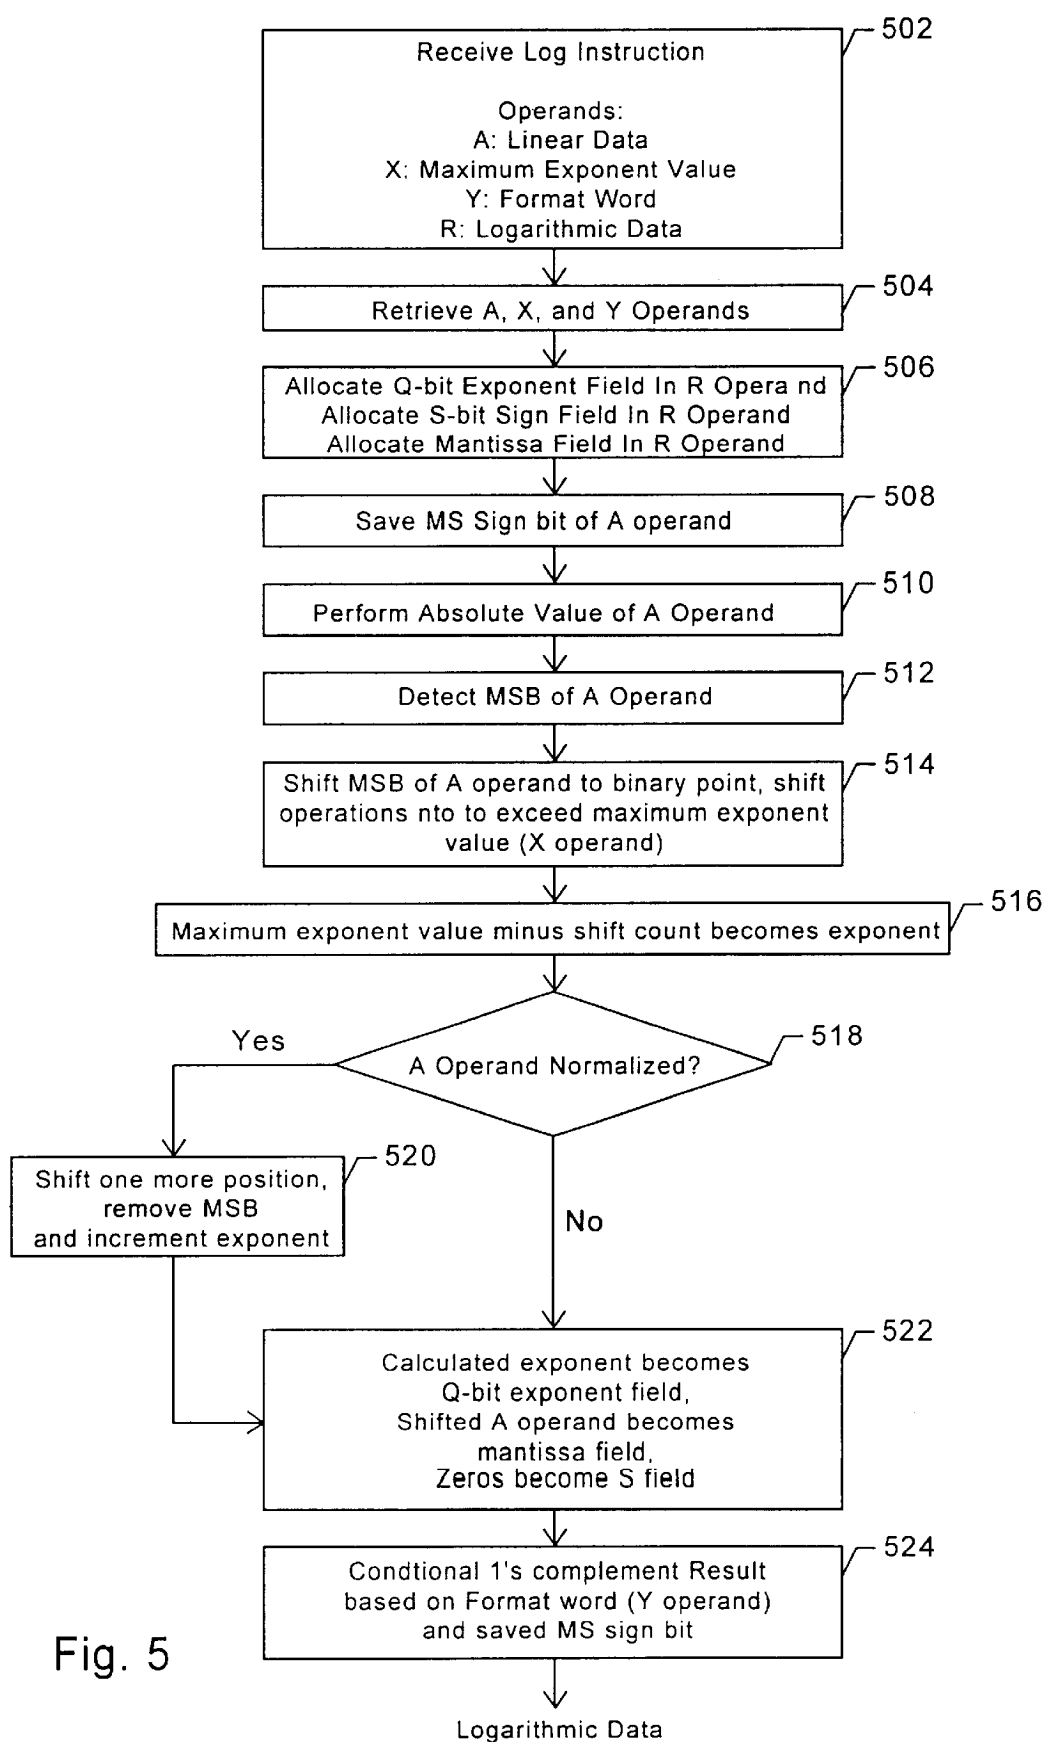 502
Receive Log Instruction
Operands:
A: Linear Data
X: Maximum Exponent Value
Y: Format Word
R: Logarithmic Data
504
Retrieve A, X, and Y Operands
506
Allocate Q-bit Exponent Field In R Opera nd
Allocate S-bit Sign Field In R Operand
Allocate Mantissa Field In R Operand
508
Save MS Sign bit of A operand
510
Perform Absolute Value of A Operand
512
Detect MSB of A Operand
514
Shift MSB of A operand to binary point, shift
operations nto to exceed maximum exponent
value (X operand)
516
Maximum exponent value minus shift count becomes exponent
518
Yes
A Operand Normalized?
520
Shift one more position,
remove MSB
and increment exponent
No
522
Calculated exponent becomes
Q-bit exponent field,
Shifted A operand becomes
mantissa field,
Zeros become S field
524
Condtional 1's complement Result
based on Format word (Y operand)
and saved MS sign bit
Fig. 5
Logarithmic Data